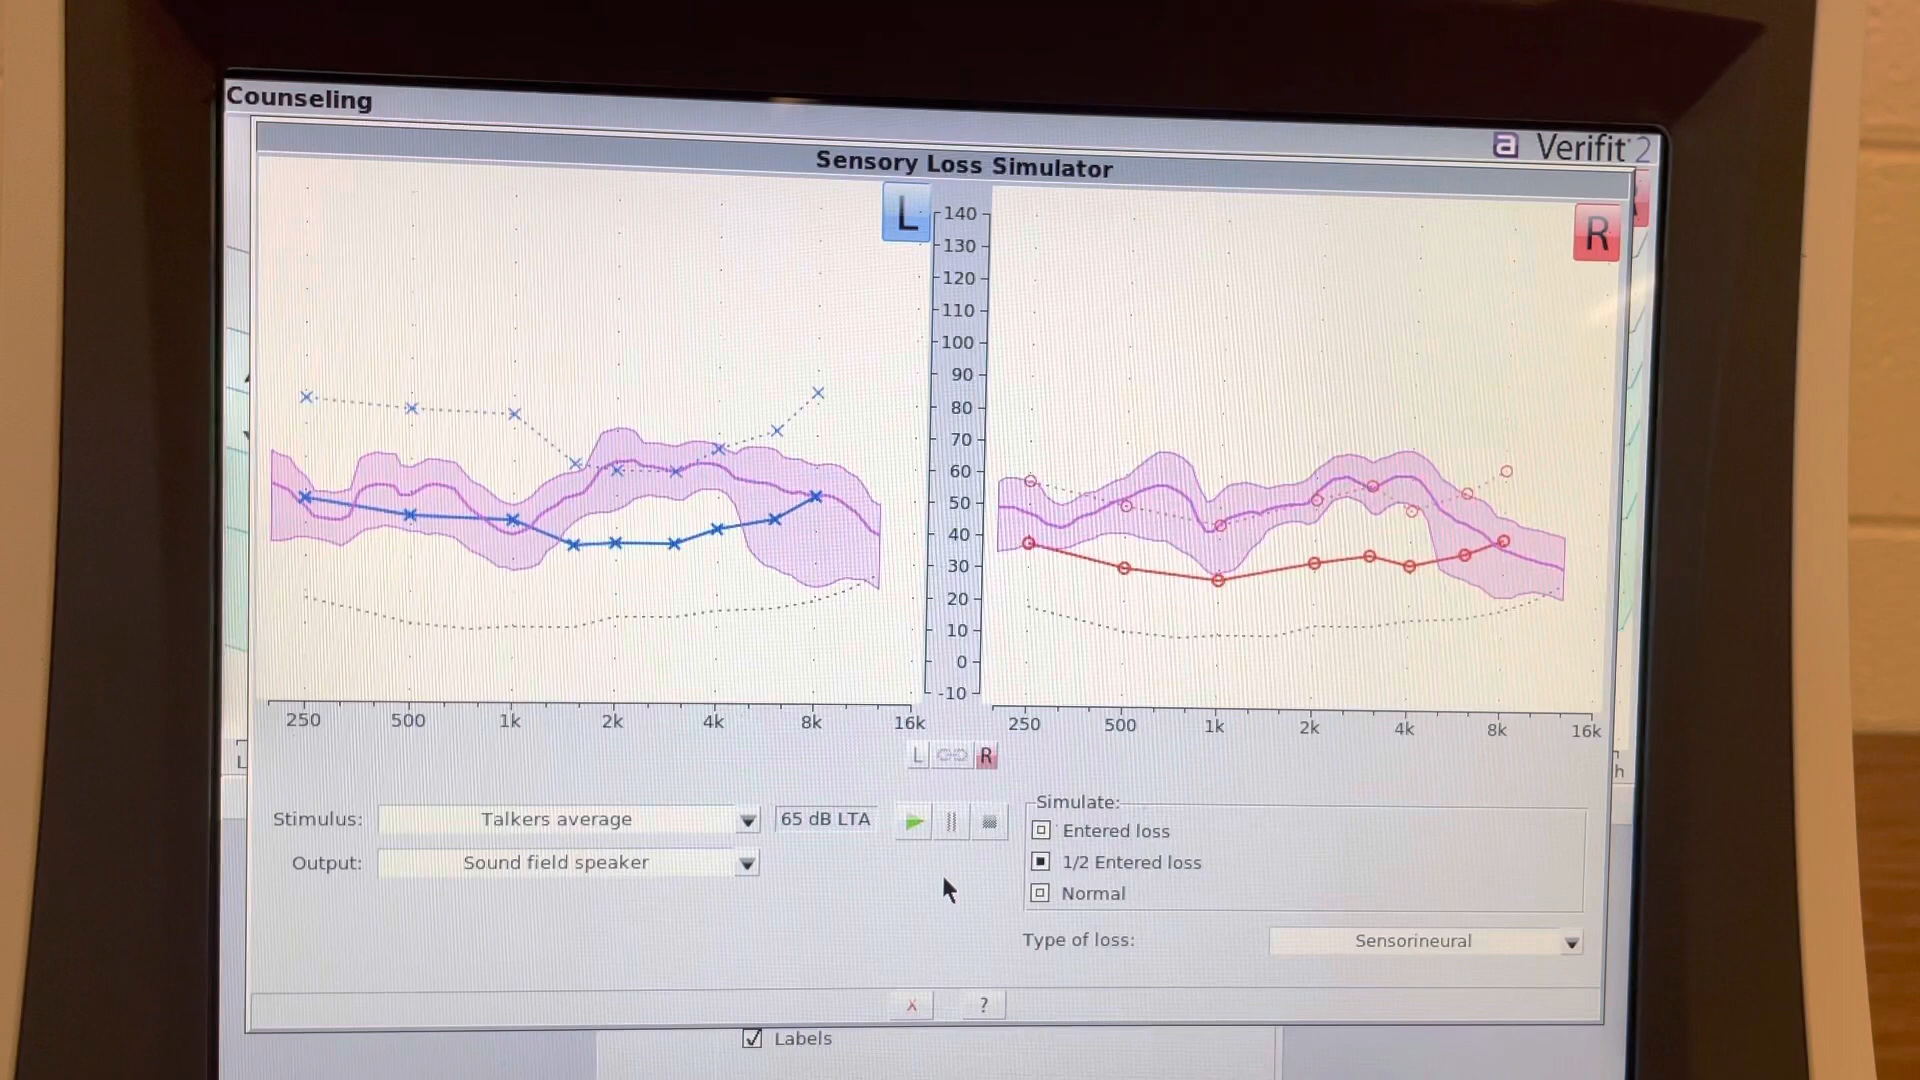 Counseling
a Verifit 2
Sensory Loss Simulator
L
R
140
130
120
110
100
90
80
70
60
50
40
30
20
10
0
-10
250 500 1k 2k 4k 8k 16k
250 500 1k 2k 4k 8k 16k
L R
Stimulus: Talkers average 65 dB LTA
Output: Sound field speaker
Simulate:
Entered loss
1/2 Entered loss
Normal
Type of loss: Sensorineural
X ?
Labels